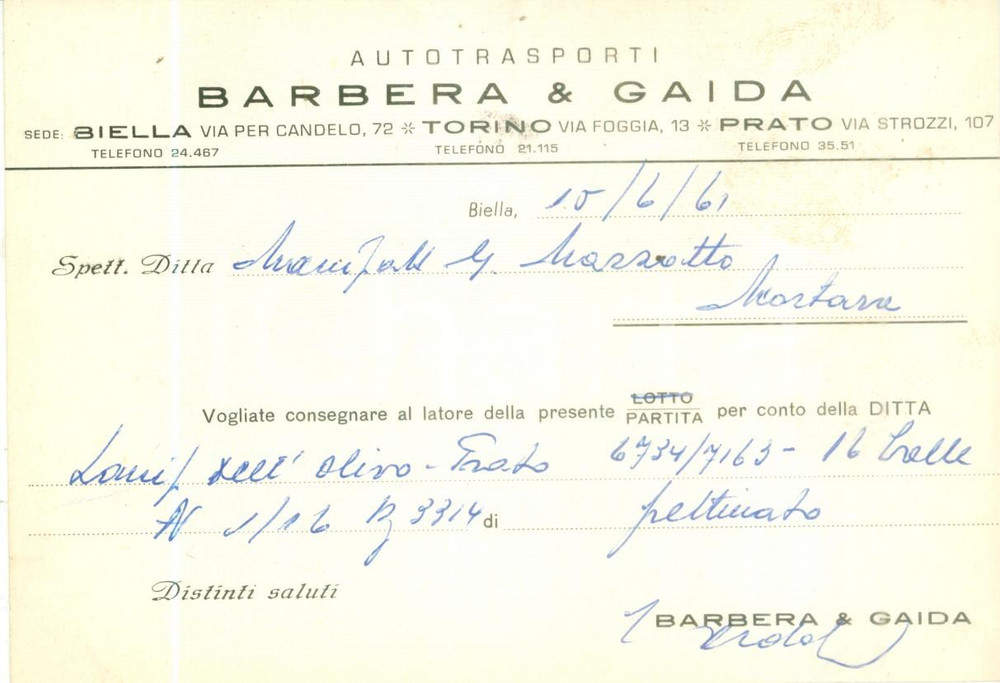 AUTOTRASPORTI
BARBERA & GAIDA
SEDE: BIELLA VIA PER CANDELO, 72 ✲ TORINO VIA FOGGIA, 13 ✲ PRATO VIA STROZZI, 107
TELEFONO 24.467 TELEFONO 21.115 TELEFONO 35.51
Biella, 10/6/61
Spett. Ditta Manif G. Marzotto
Mortara
Vogliate consegnare al latore della presente LOTTO PARTITA per conto della DITTA
Lanif dell' Olivo - Prato 6734/7163 - 16 Balle
N 1/16 Kg 3314 di pettinato
Distinti saluti
BARBERA & GAIDA